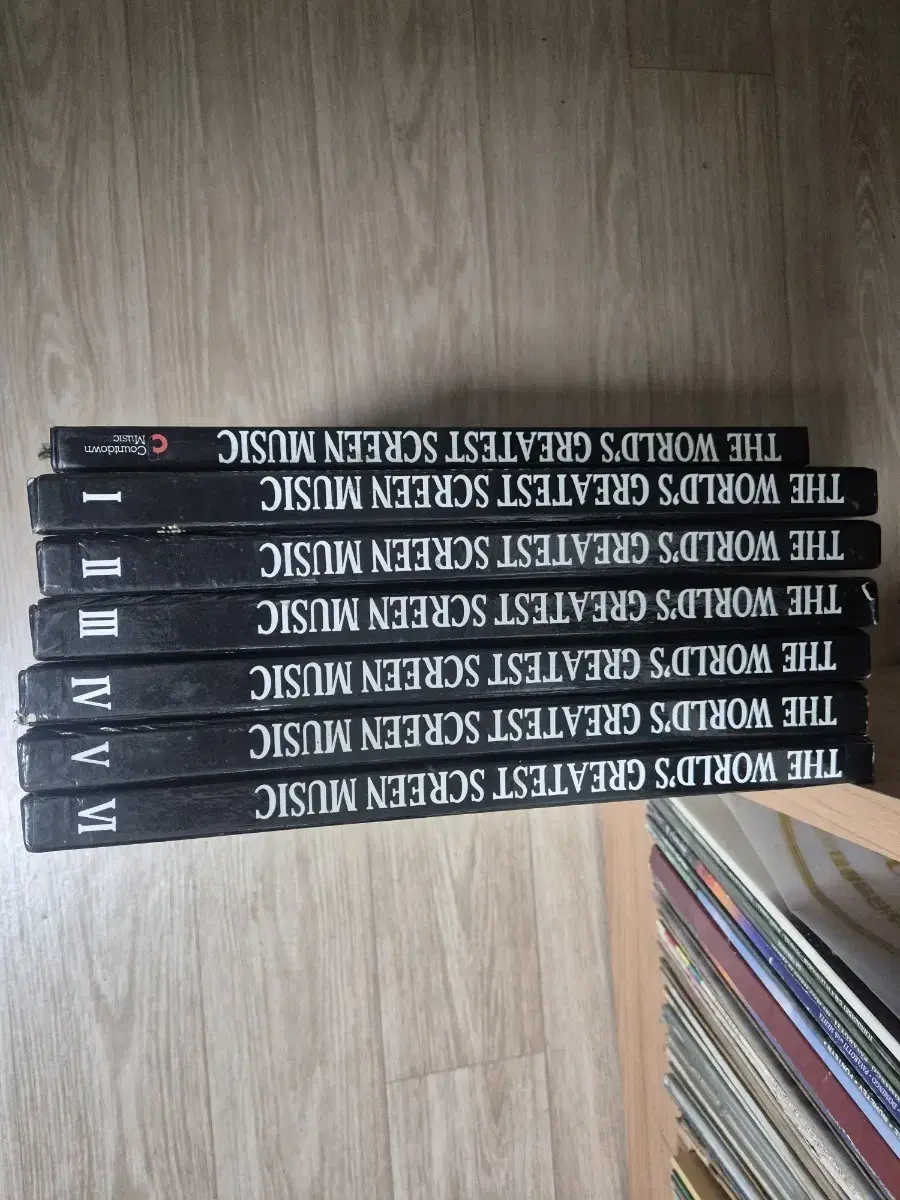 THE WORLD'S GREATEST SCREEN MUSIC Countdown Music
THE WORLD'S GREATEST SCREEN MUSIC I
THE WORLD'S GREATEST SCREEN MUSIC II
THE WORLD'S GREATEST SCREEN MUSIC III
THE WORLD'S GREATEST SCREEN MUSIC IV
THE WORLD'S GREATEST SCREEN MUSIC V
THE WORLD'S GREATEST SCREEN MUSIC VI